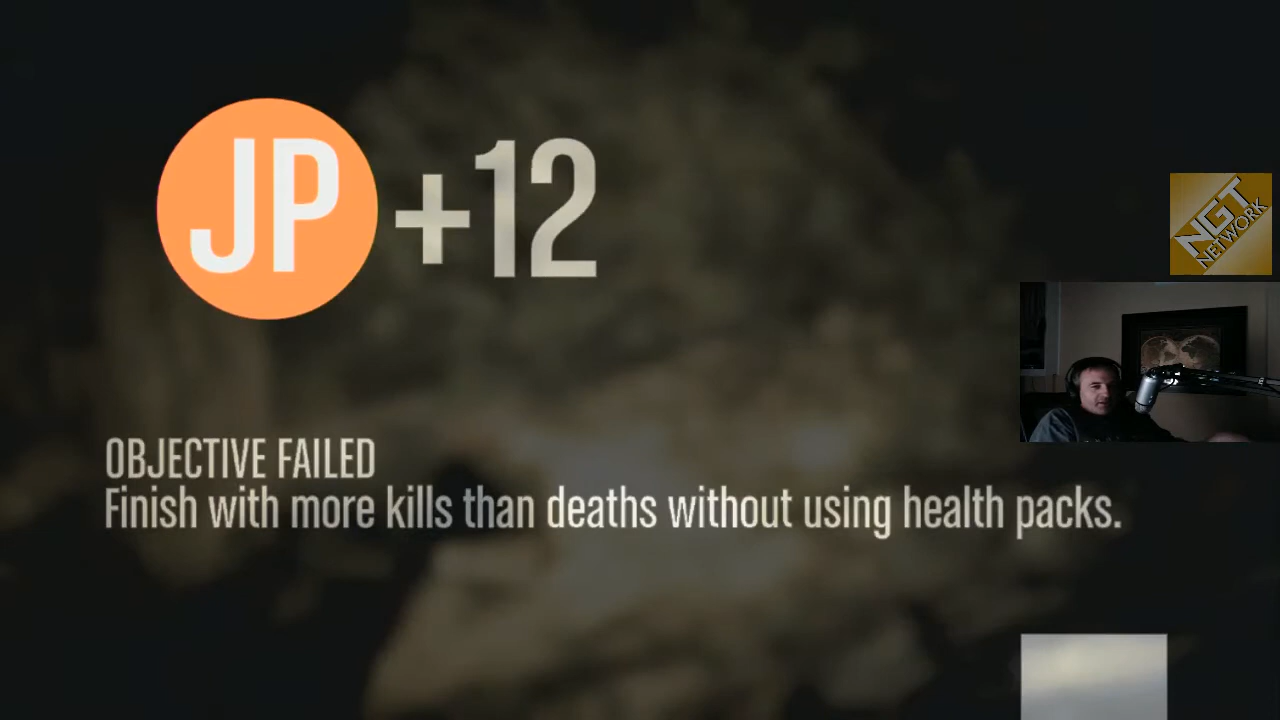 JP +12
NGT
NETWORK
OBJECTIVE FAILED
Finish with more kills than deaths without using health packs.